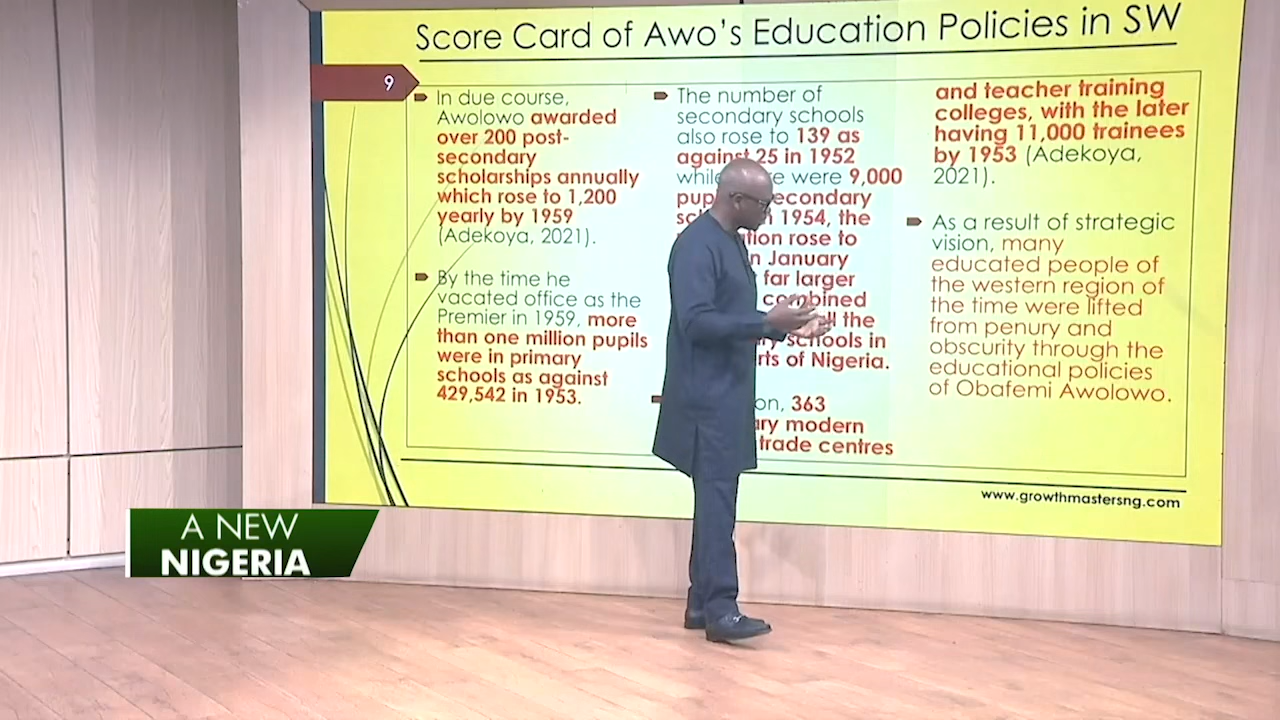 Score Card of Awo's Education Policies in SW
9
In due course,
Awolowo awarded
over 200 post-
secondary
scholarships annually
which rose to 1,200
yearly by 1959
(Adekoya, 2021).
By the time he
vacated office as the
Premier in 1959, more
than one million pupils
were in primary
schools as against
429,542 in 1953.
The number of
secondary schools
also rose to 139 as
against 25 in 1952
were 9,000
1954, the
rose to
January
far larger
combined
the
schools in
of Nigeria.
363
modern
trade centres
and teacher training
colleges, with the later
having 11,000 trainees
by 1953 (Adekoya,
2021).
As a result of strategic
vision, many
educated people of
the western region of
the time were lifted
from penury and
obscurity through the
educational policies
of Obafemi Awolowo.
www.growthmastersng.com
A NEW
NIGERIA